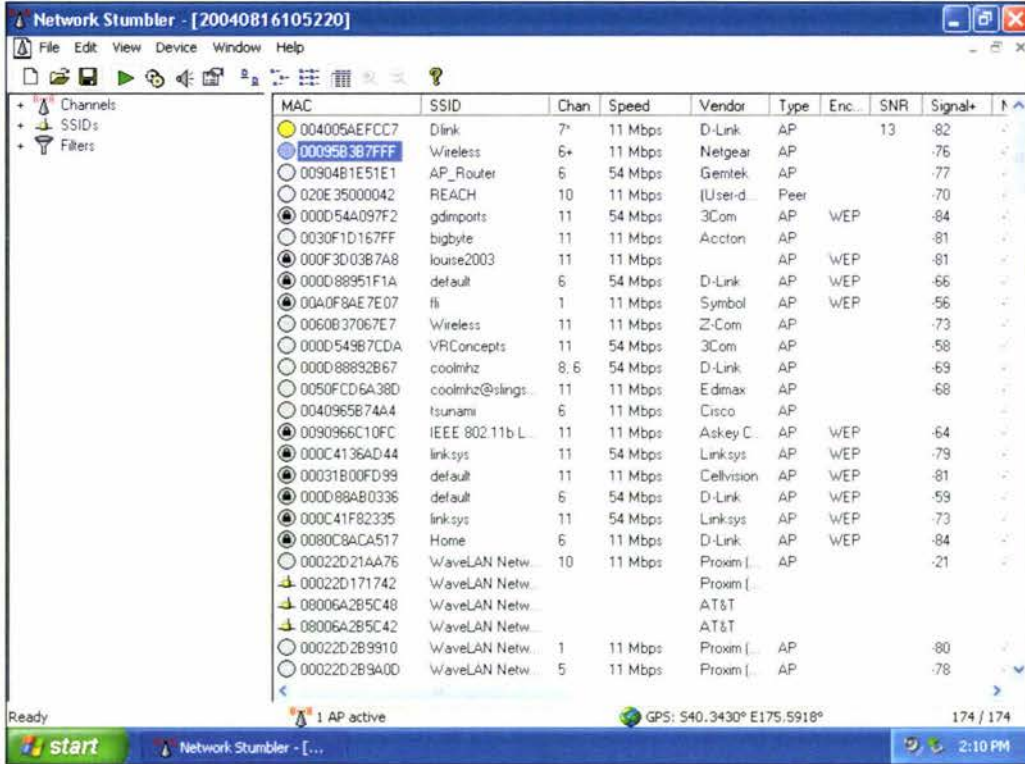 Network Stumbler - [20040816105220]
File Edit View Device Window Help
Channels
SSIDs
Filters
MAC SSID Chan Speed Vendor Type Enc... SNR Signal+
004005AEFCC7 Dlink 7* 11 Mbps D-Link AP 13 -82
00095B3B7FFF Wireless 6+ 11 Mbps Netgear AP -76
00904B1E51E1 AP_Router 6 54 Mbps Gemtek AP -77
020E35000042 REACH 10 11 Mbps (User-d... Peer -70
000D54A097F2 gdimports 11 54 Mbps 3Com AP WEP -84
0030F1D167FF bigbyte 11 11 Mbps Accton AP -81
000F3D03B7A8 louise2003 11 11 Mbps AP WEP -81
000D88951F1A default 6 54 Mbps D-Link AP WEP -66
00A0F8AE7E07 fli 1 11 Mbps Symbol AP WEP -56
0060B37067E7 Wireless 11 11 Mbps Z-Com AP -73
000D549B7CDA VRConcepts 11 54 Mbps 3Com AP -58
000D88892B67 coolmhz 8, 6 54 Mbps D-Link AP -69
0050FCD6A38D coolmhz@slings... 11 11 Mbps Edimax AP -68
0040965B74A4 tsunami 6 11 Mbps Cisco AP
0090966C10FC IEEE 802.11b L... 11 11 Mbps Askey C... AP WEP -64
000C4136AD44 linksys 11 54 Mbps Linksys AP WEP -79
00031B00FD99 default 11 11 Mbps Cellvision AP WEP -81
000D88AB0336 default 6 54 Mbps D-Link AP WEP -59
000C41F82335 linksys 11 54 Mbps Linksys AP WEP -73
0080C8ACA517 Home 6 11 Mbps D-Link AP WEP -84
00022D21AA76 WaveLAN Netw... 10 11 Mbps Proxim (... AP -21
00022D171742 WaveLAN Netw... Proxim (...
08006A2B5C48 WaveLAN Netw... AT&T
08006A2B5C42 WaveLAN Netw... AT&T
00022D2B9910 WaveLAN Netw... 1 11 Mbps Proxim (... AP -80
00022D2B9A0D WaveLAN Netw... 5 11 Mbps Proxim (... AP -78
Ready 1 AP active GPS: S40.3430° E175.5918° 174 / 174
start Network Stumbler - [... 2:10 PM